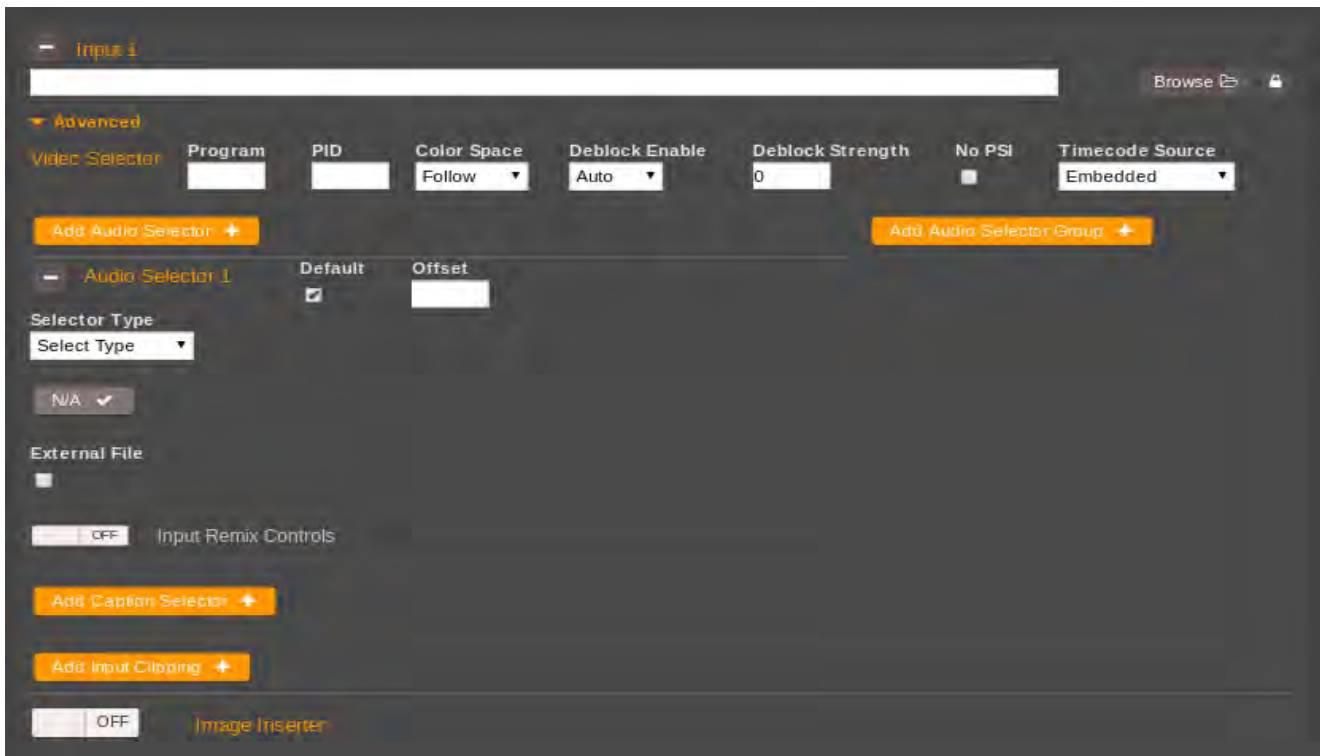 Input 1
Browse
Advanced
Video Selector Program PID Color Space Deblock Enable Deblock Strength No PSI Timecode Source
Follow Auto 0 Embedded
Add Audio Selector Add Audio Selector Group
Audio Selector 1 Default Offset
Selector Type
Select Type
N/A
External File
OFF Input Remix Controls
Add Caption Selector
Add Input Clipping
OFF Image Inserter